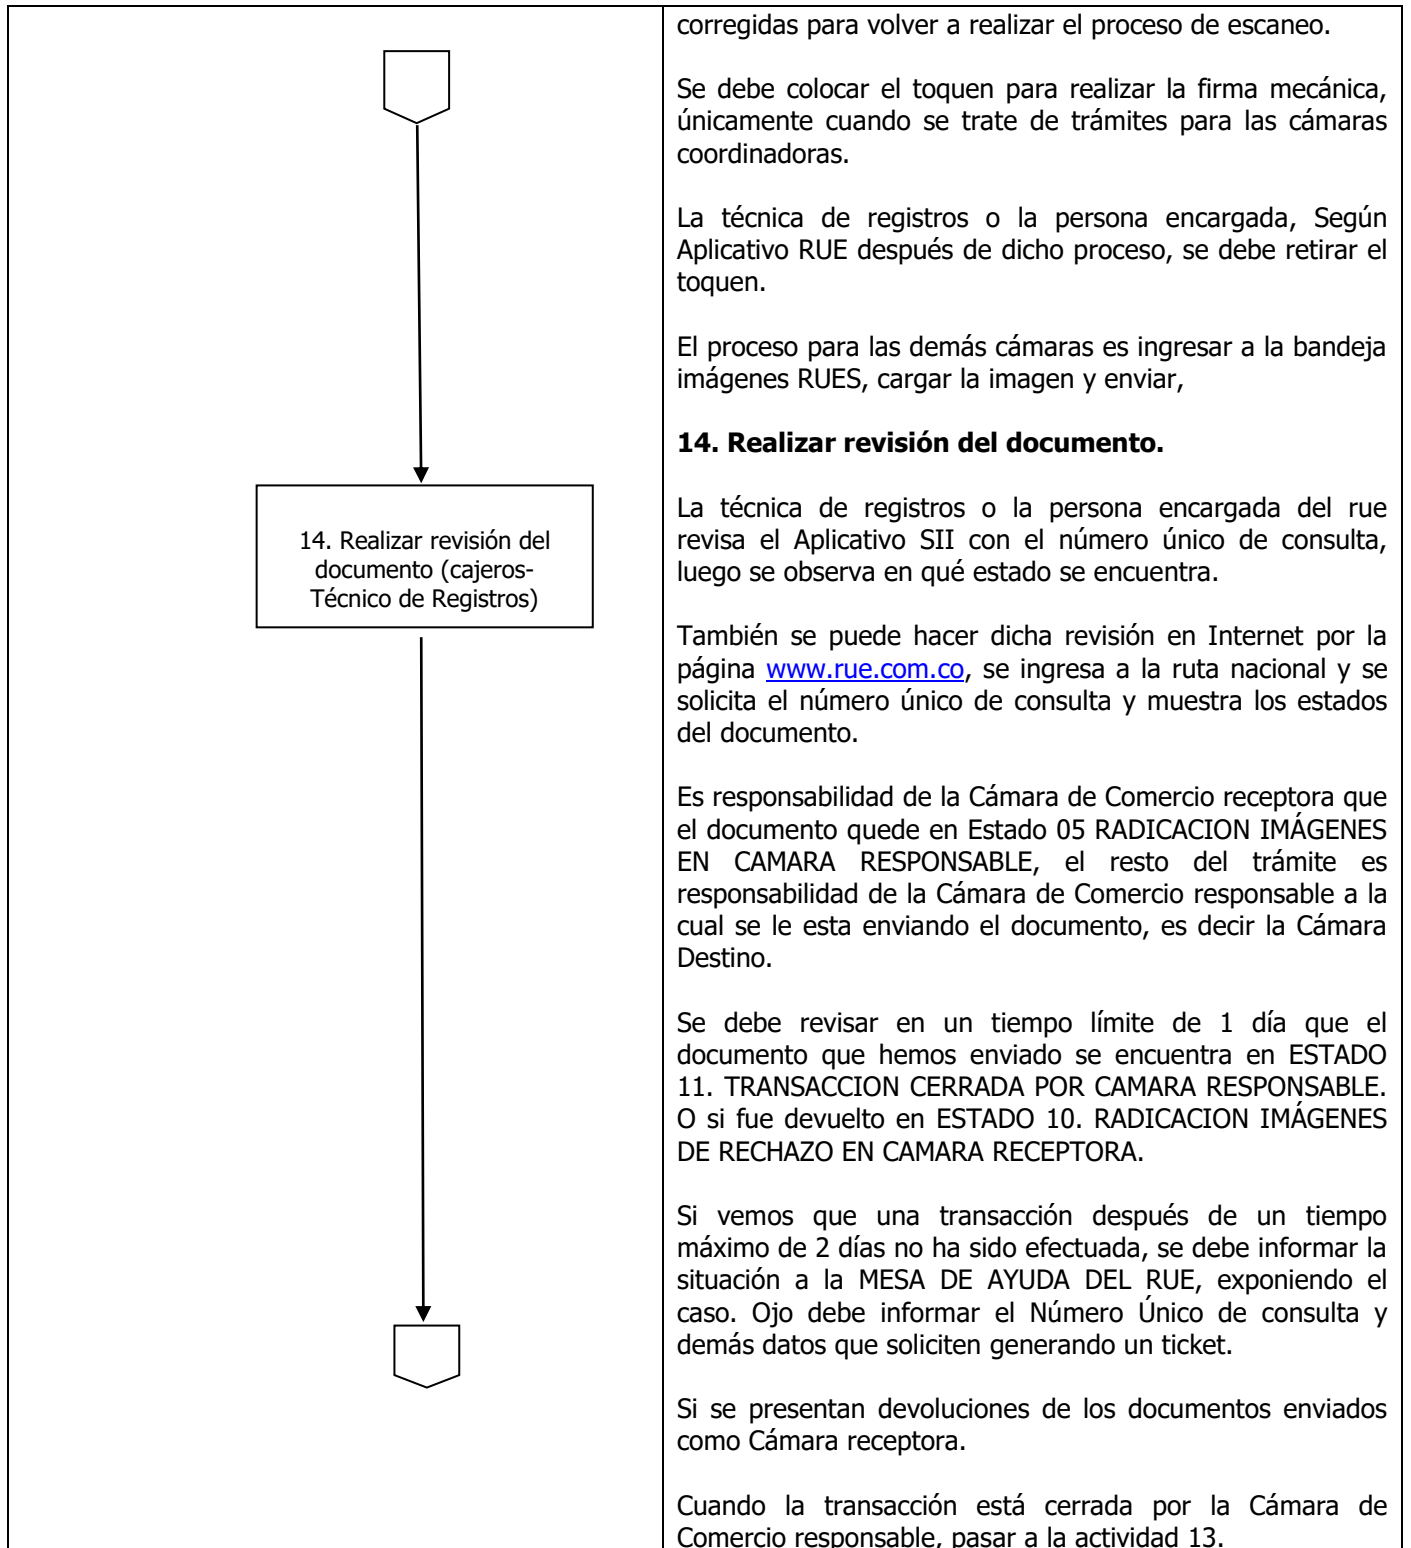 corregidas para volver a realizar el proceso de escaneo.
Se debe colocar el toquen para realizar la firma mecánica,
únicamente cuando se trate de trámites para las cámaras
coordinadoras.
La técnica de registros o la persona encargada, Según
Aplicativo RUE después de dicho proceso, se debe retirar el
toquen.
El proceso para las demás cámaras es ingresar a la bandeja
imágenes RUES, cargar la imagen y enviar,
14. Realizar revisión del documento.
14. Realizar revisión del
documento (cajeros-
Técnico de Registros)
La técnica de registros o la persona encargada del rue
revisa el Aplicativo SII con el número único de consulta,
luego se observa en qué estado se encuentra.
También se puede hacer dicha revisión en Internet por la
página www.rue.com.co, se ingresa a la ruta nacional y se
solicita el número único de consulta y muestra los estados
del documento.
Es responsabilidad de la Cámara de Comercio receptora que
el documento quede en Estado 05 RADICACION IMÁGENES
EN CAMARA RESPONSABLE, el resto del trámite es
responsabilidad de la Cámara de Comercio responsable a la
cual se le esta enviando el documento, es decir la Cámara
Destino.
Se debe revisar en un tiempo límite de 1 día que el
documento que hemos enviado se encuentra en ESTADO
11. TRANSACCION CERRADA POR CAMARA RESPONSABLE.
O si fue devuelto en ESTADO 10. RADICACION IMÁGENES
DE RECHAZO EN CAMARA RECEPTORA.
Si vemos que una transacción después de un tiempo
máximo de 2 días no ha sido efectuada, se debe informar la
situación a la MESA DE AYUDA DEL RUE, exponiendo el
caso. Ojo debe informar el Número Único de consulta y
demás datos que soliciten generando un ticket.
Si se presentan devoluciones de los documentos enviados
como Cámara receptora.
Cuando la transacción está cerrada por la Cámara de
Comercio responsable, pasar a la actividad 13.